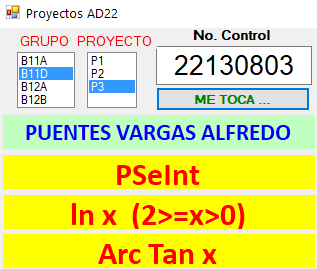 Proyectos AD22
GRUPO PROYECTO No. Control
B11A
B11D
B12A
B12B
P1
P2
P3
22130803
ME TOCA ...
PUENTES VARGAS ALFREDO
PSeInt
ln x (2>=x>0)
Arc Tan x